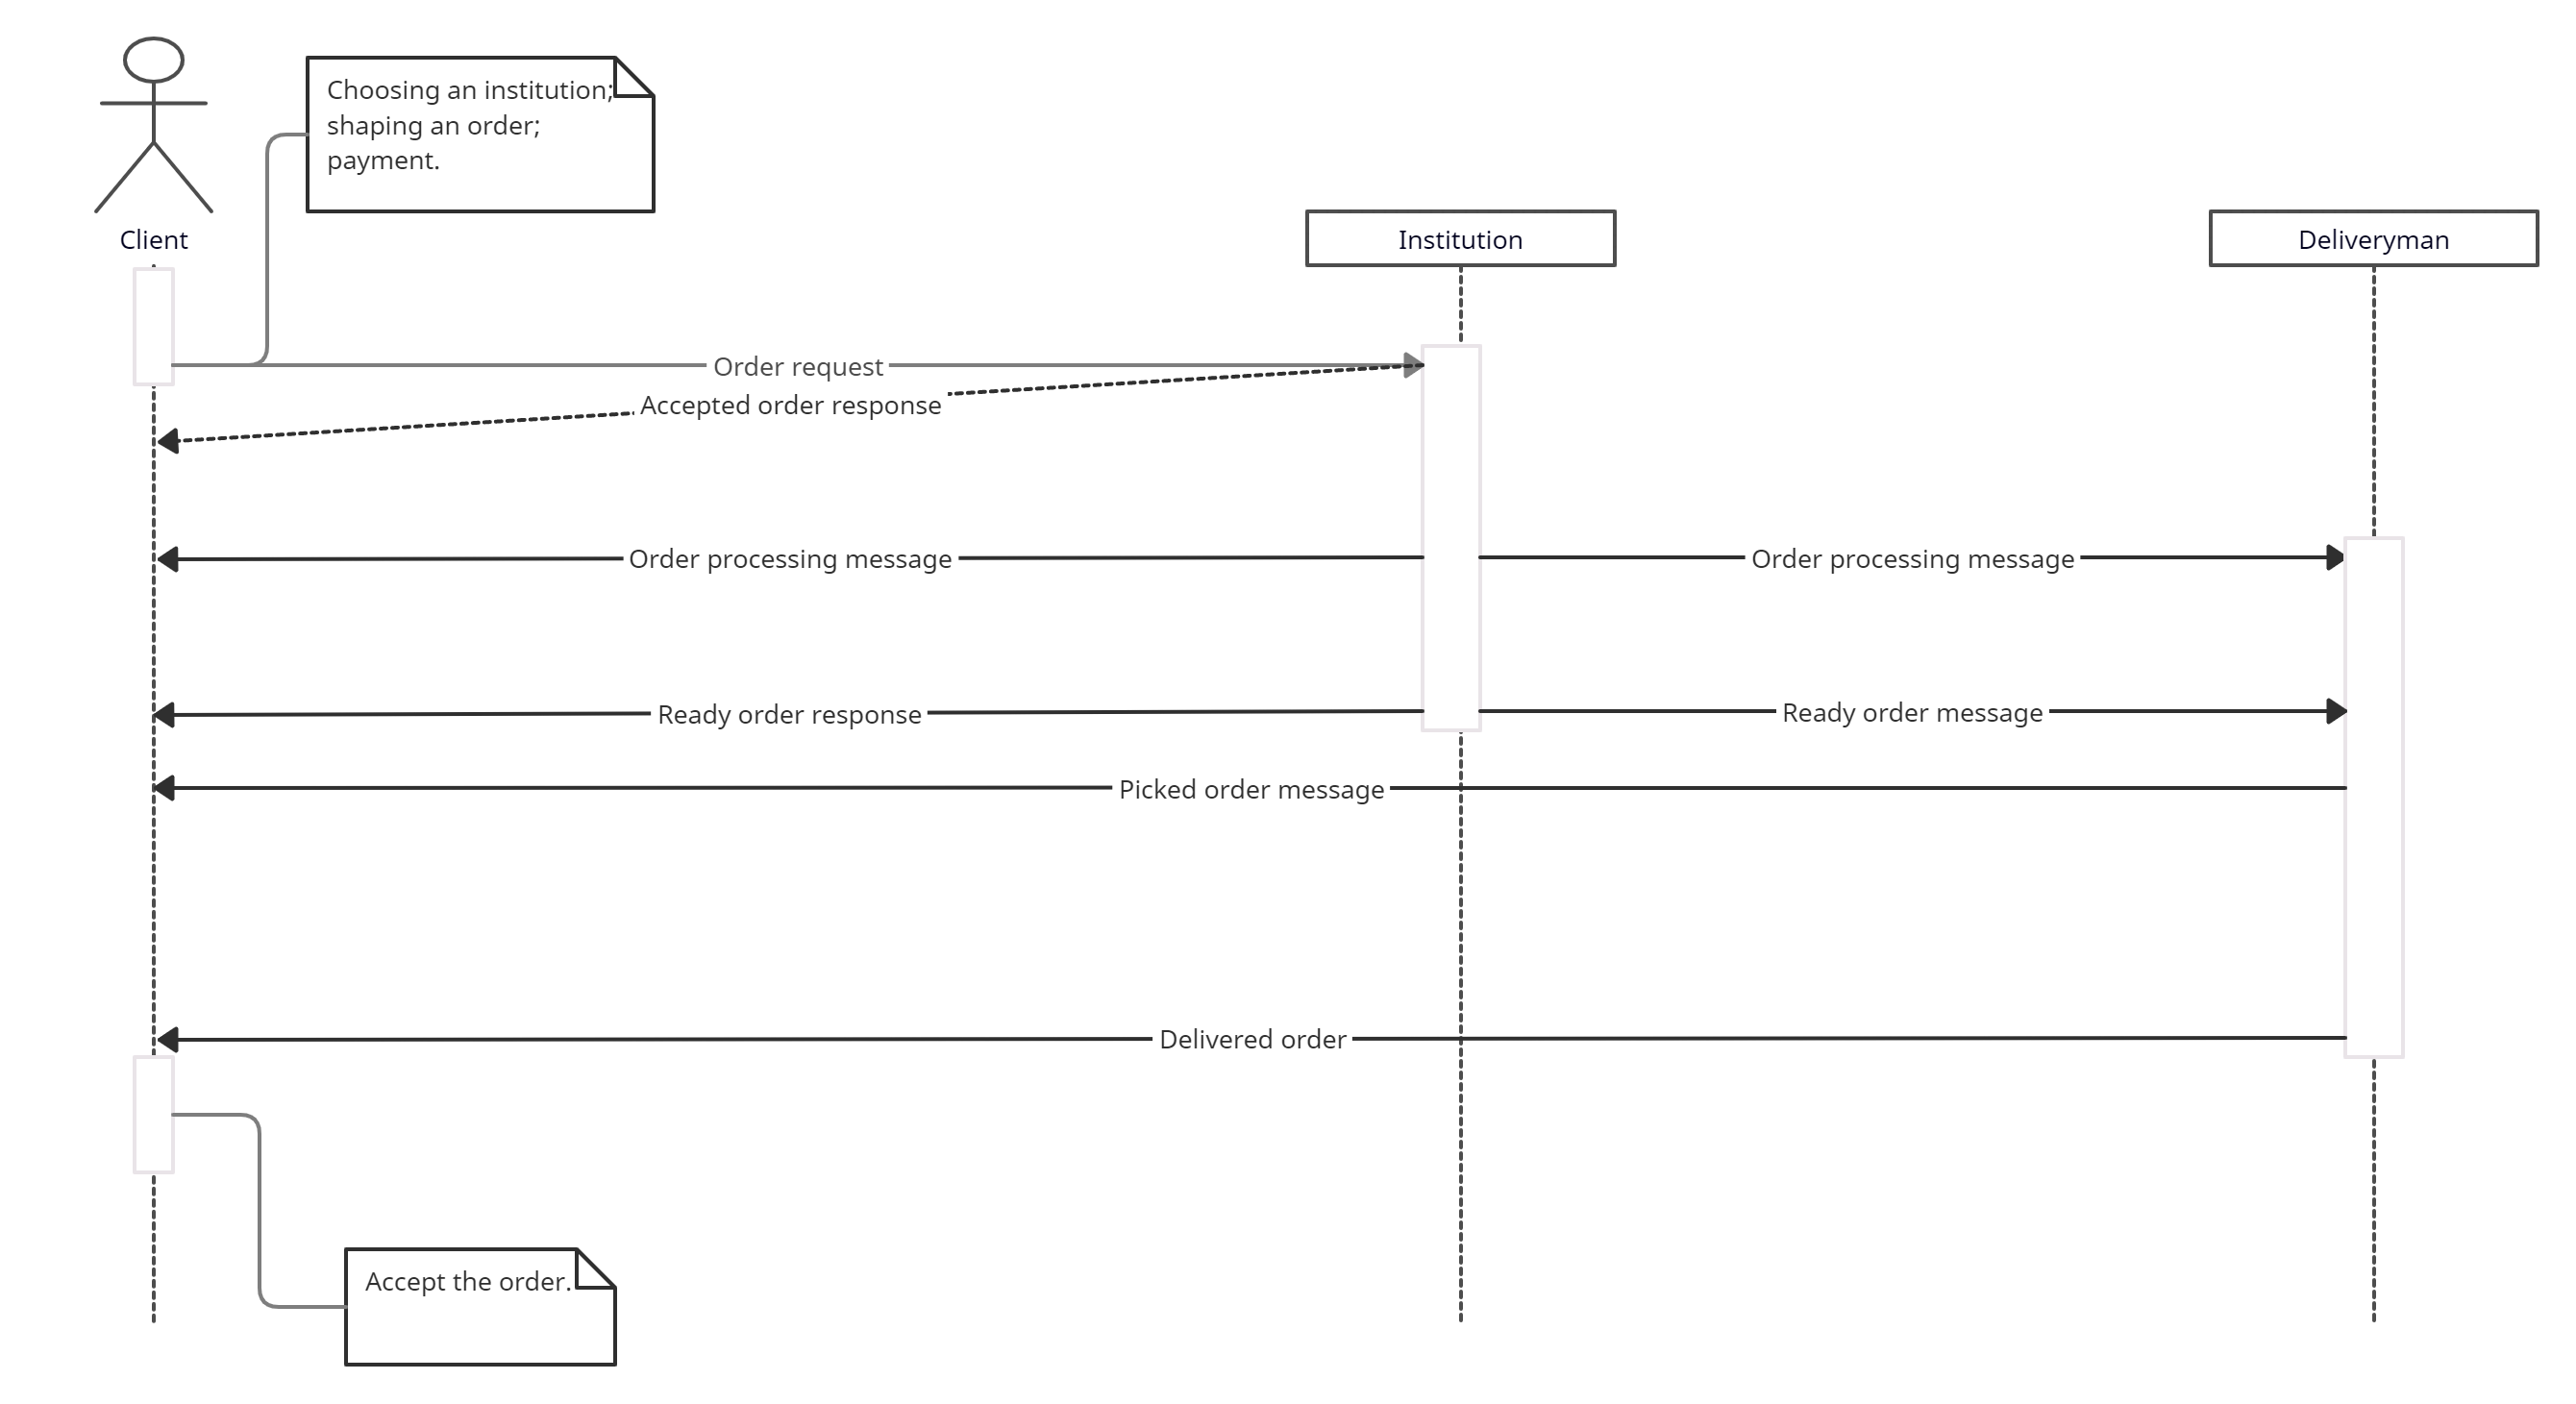 Choosing an institution;
shaping an order;
payment.
Client
Institution
Deliveryman
Order request
Accepted order response
Order processing message
Order processing message
Ready order response
Ready order message
Picked order message
Delivered order
Accept the order.